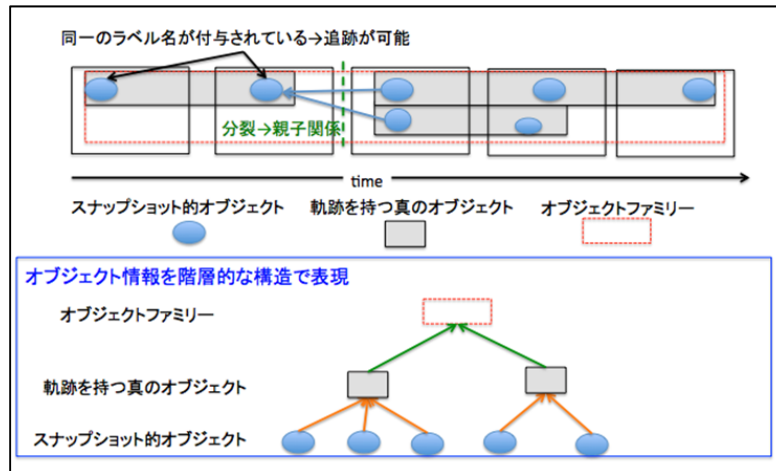 同一のラベル名が付与されている→追跡が可能
分裂→親子関係
time
スナップショット的オブジェクト
軌跡を持つ真のオブジェクト
オブジェクトファミリー
オブジェクト情報を階層的な構造で表現
オブジェクトファミリー
軌跡を持つ真のオブジェクト
スナップショット的オブジェクト